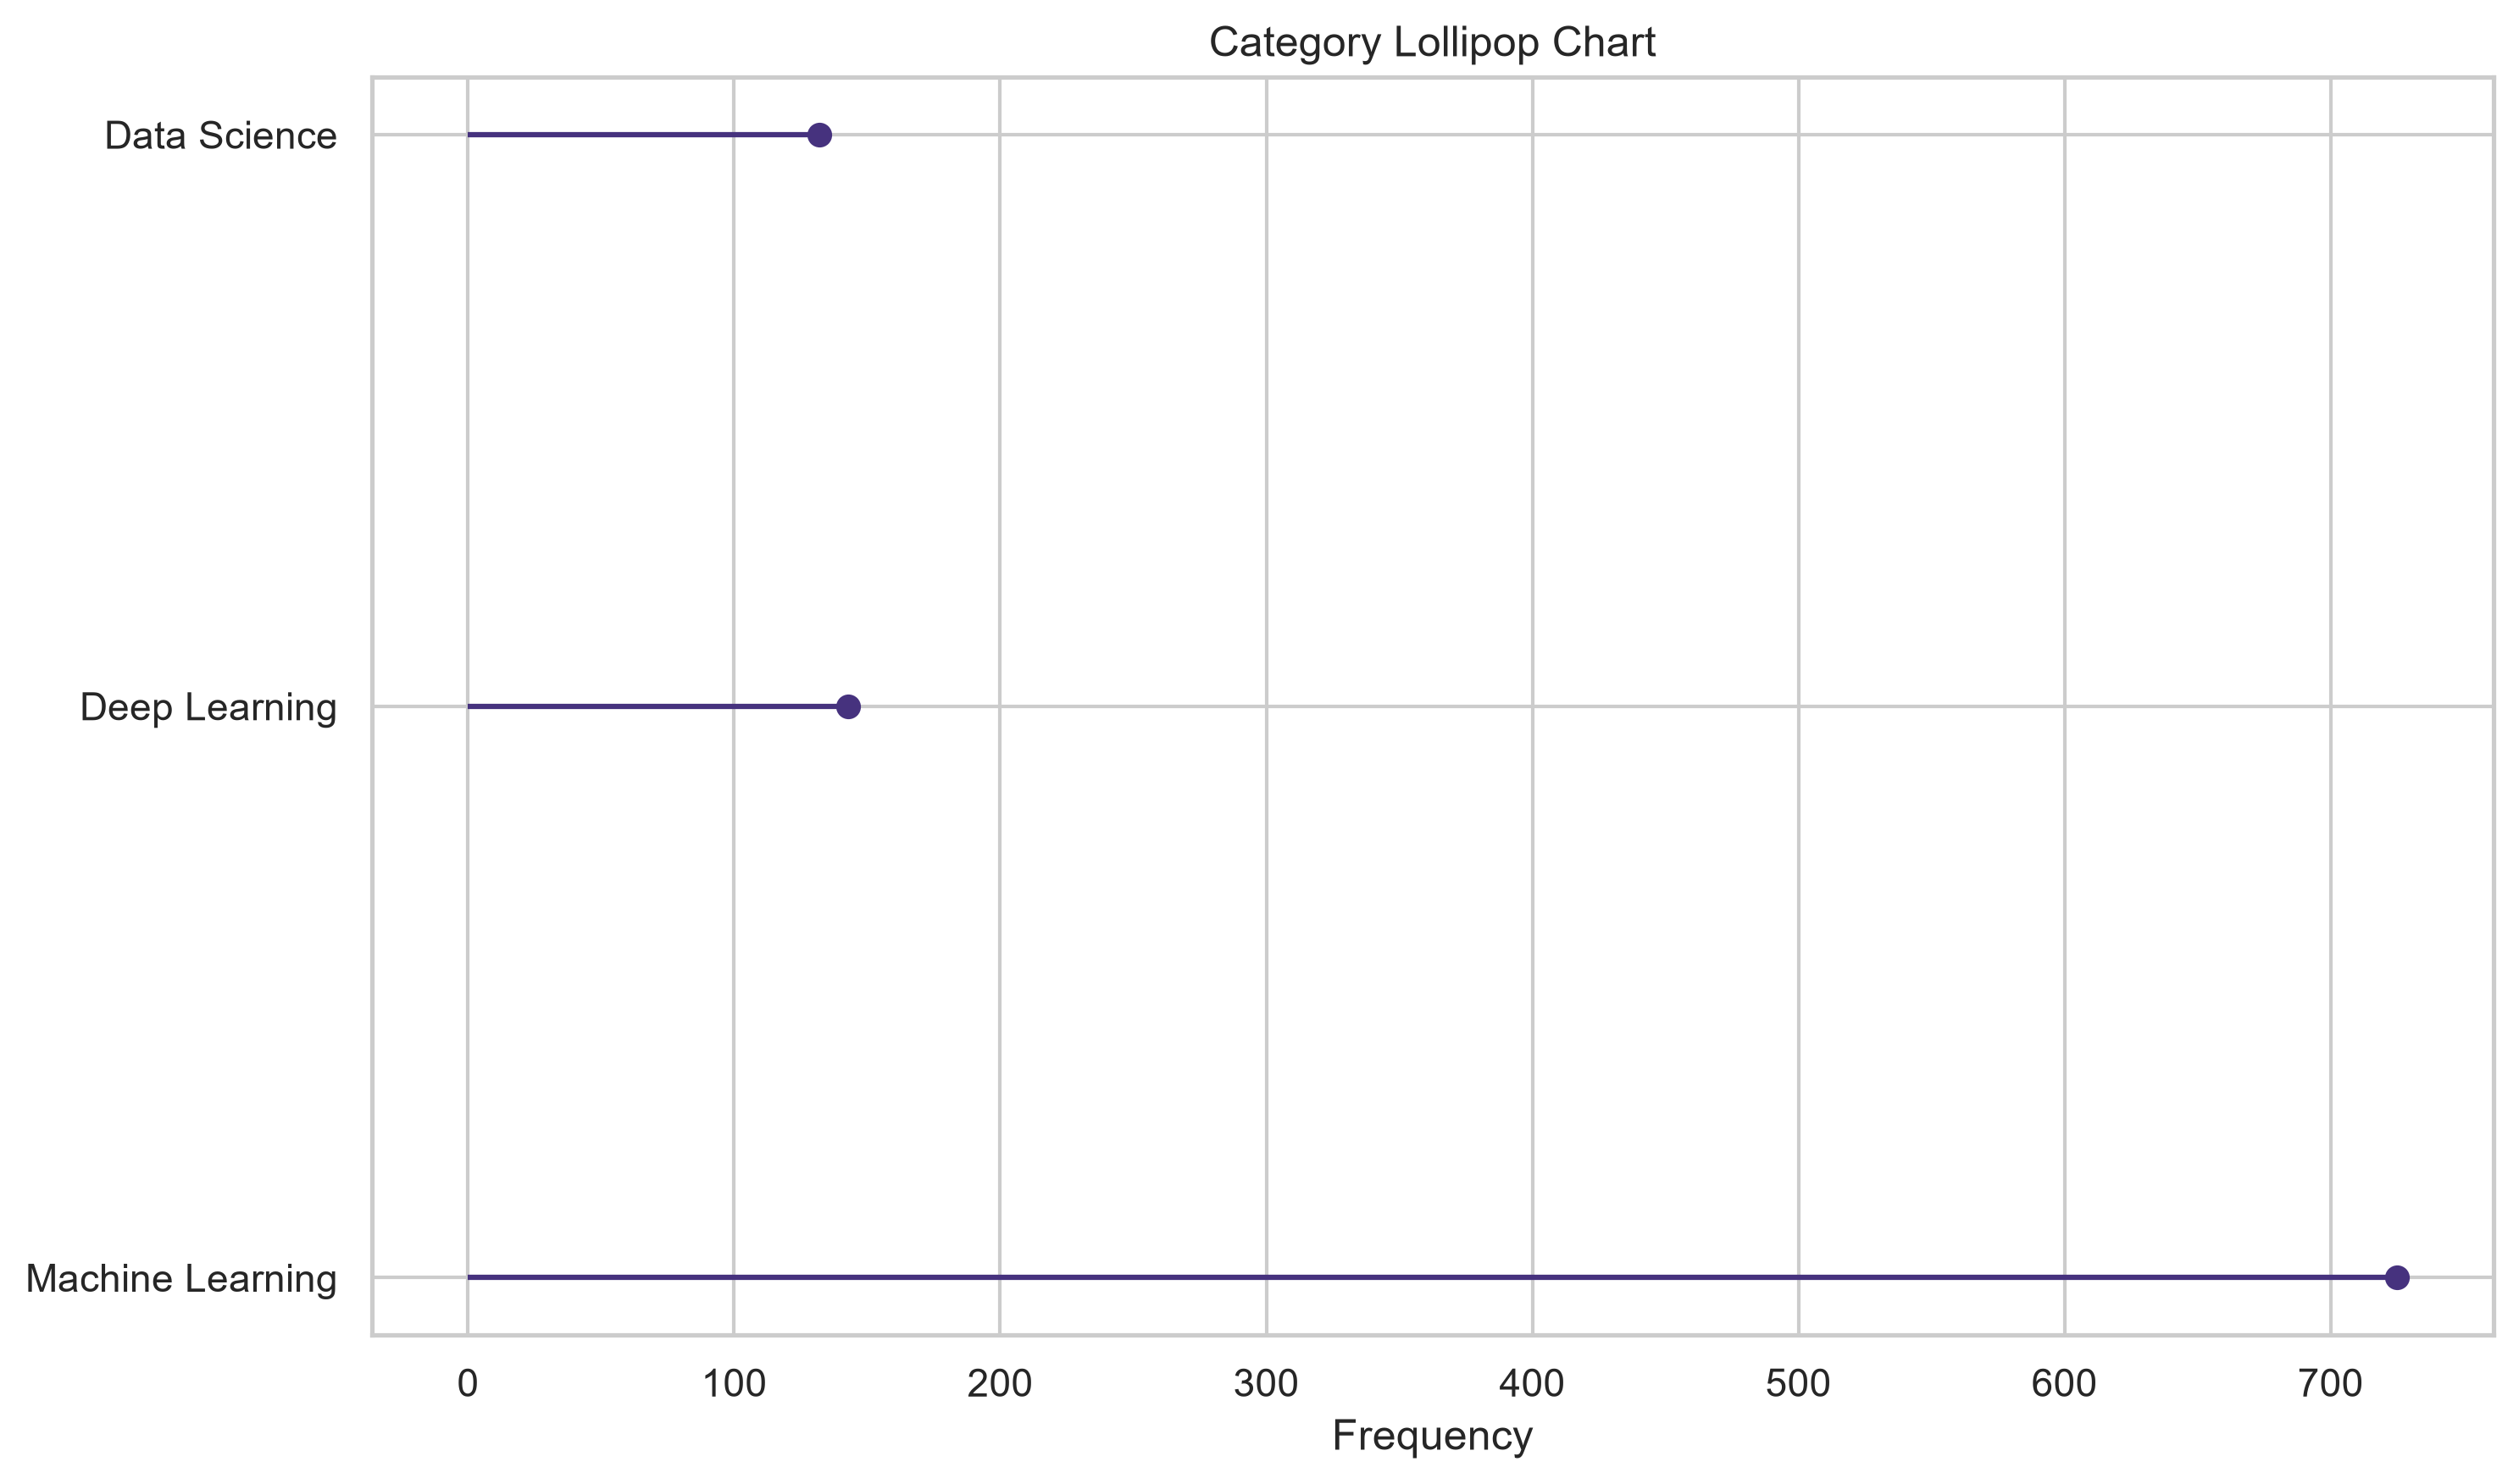 Category Lollipop Chart
Data Science
Deep Learning
Machine Learning
0 100 200 300 400 500 600 700
Frequency